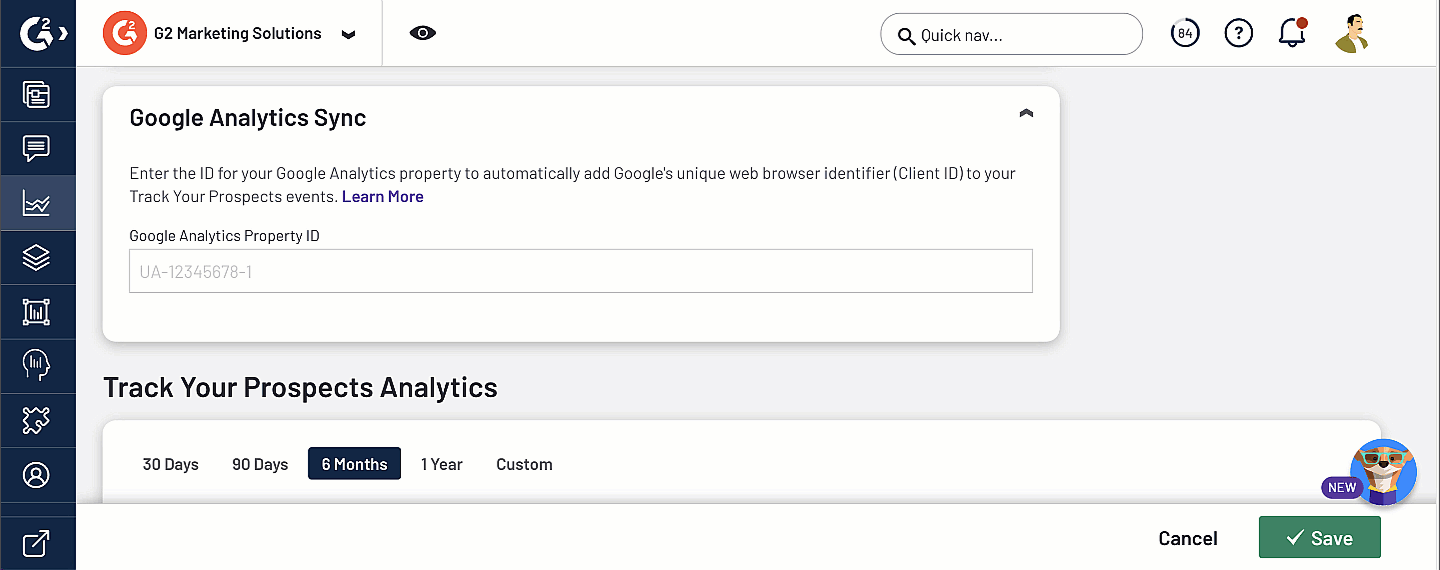 G2
G2 G2 Marketing Solutions
Quick nav...
84
?
Google Analytics Sync
Enter the ID for your Google Analytics property to automatically add Google's unique web browser identifier (Client ID) to your
Track Your Prospects events. Learn More
Google Analytics Property ID
UA-12345678-1
Track Your Prospects Analytics
30 Days 90 Days 6 Months 1 Year Custom
NEW
Cancel Save